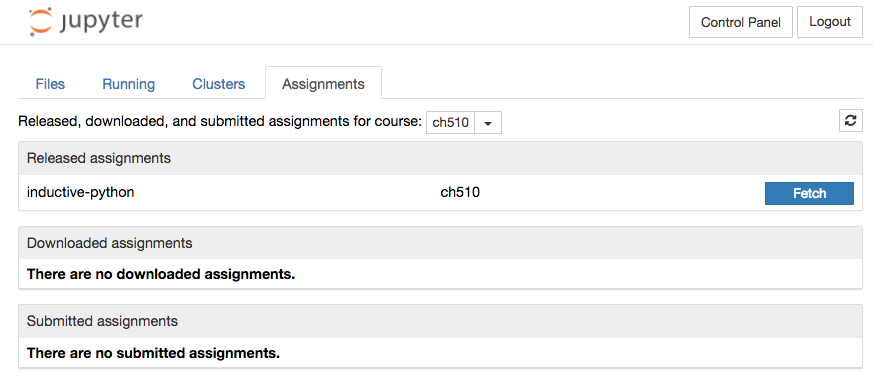 jupyter
Control Panel
Logout
Files
Running
Clusters
Assignments
Released, downloaded, and submitted assignments for course: ch510
Released assignments
inductive-python ch510 Fetch
Downloaded assignments
There are no downloaded assignments.
Submitted assignments
There are no submitted assignments.